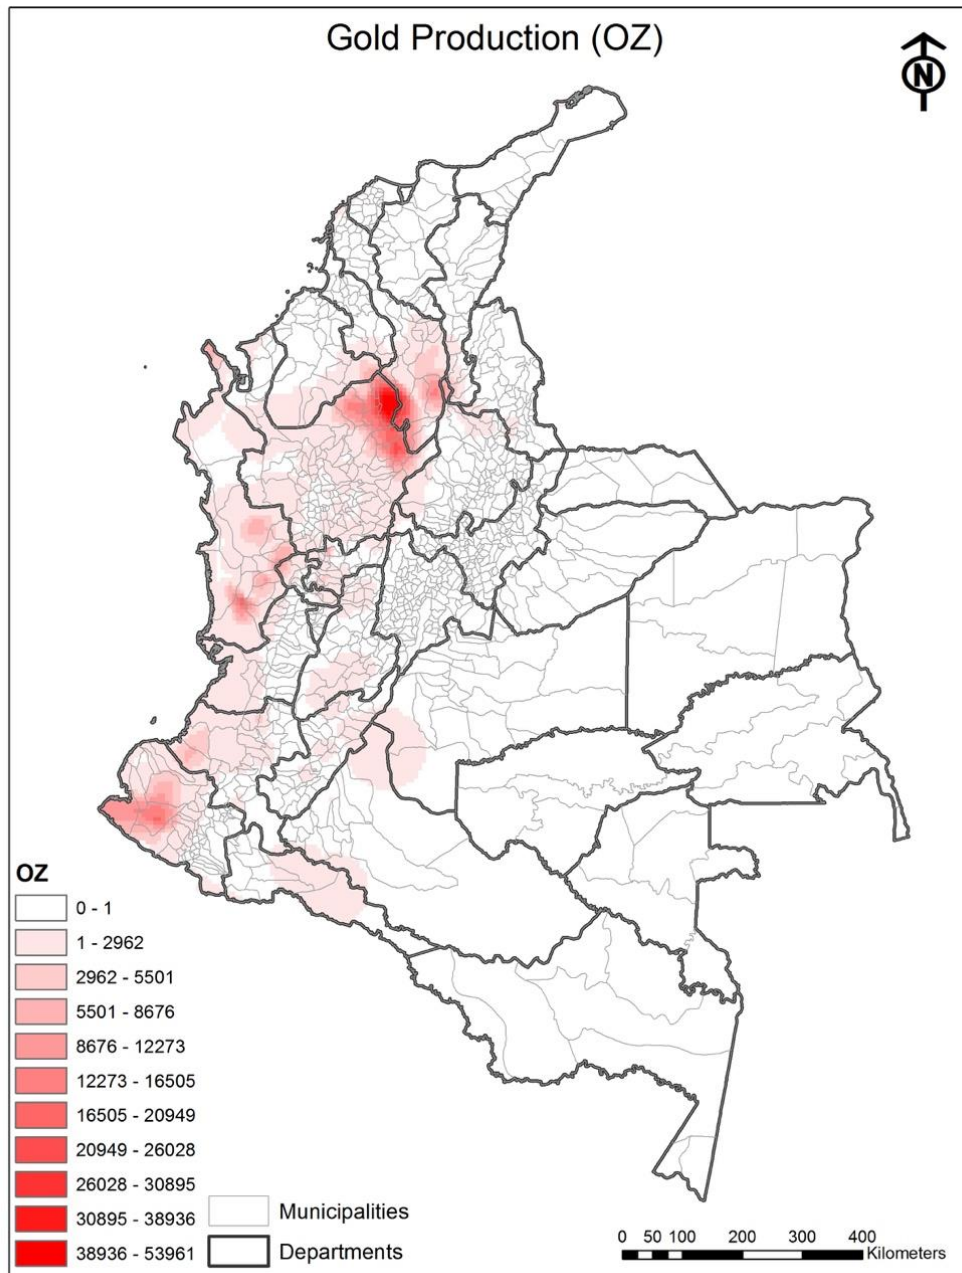 Gold Production (OZ)
N
OZ
0 - 1
1 - 2962
2962 - 5501
5501 - 8676
8676 - 12273
12273 - 16505
16505 - 20949
20949 - 26028
26028 - 30895
30895 - 38936
38936 - 53961
Municipalities
Departments
0 50 100 200 300 400
Kilometers